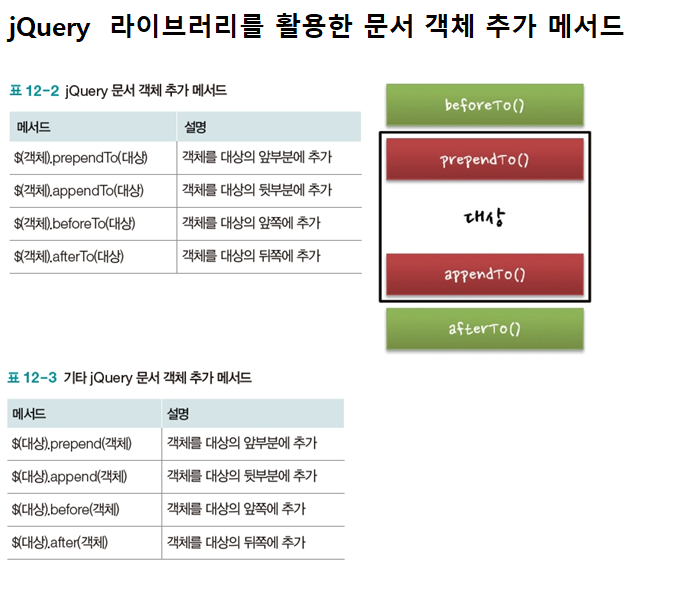 jQuery 라이브러리를 활용한 문서 객체 추가 메서드
표 12-2 jQuery 문서 객체 추가 메서드
메서드 설명
$(객체).prependTo(대상) 객체를 대상의 앞부분에 추가
$(객체).appendTo(대상) 객체를 대상의 뒷부분에 추가
$(객체).beforeTo(대상) 객체를 대상의 앞쪽에 추가
$(객체).afterTo(대상) 객체를 대상의 뒤쪽에 추가
beforeTo()
prependTo()
대상
appendTo()
afterTo()
표 12-3 기타 jQuery 문서 객체 추가 메서드
메서드 설명
$(대상).prepend(객체) 객체를 대상의 앞부분에 추가
$(대상).append(객체) 객체를 대상의 뒷부분에 추가
$(대상).before(객체) 객체를 대상의 앞쪽에 추가
$(대상).after(객체) 객체를 대상의 뒤쪽에 추가